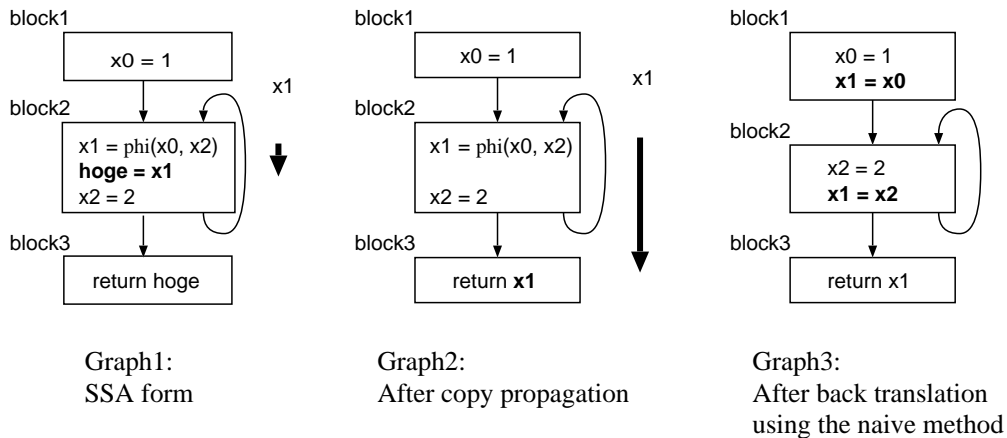 block1
x0 = 1
x1
block2
x1 = phi(x0, x2)
hoge = x1
x2 = 2
block3
return hoge
Graph1:
SSA form
block1
x0 = 1
x1
block2
x1 = phi(x0, x2)
x2 = 2
block3
return x1
Graph2:
After copy propagation
block1
x0 = 1
x1 = x0
block2
x2 = 2
x1 = x2
block3
return x1
Graph3:
After back translation
using the naive method